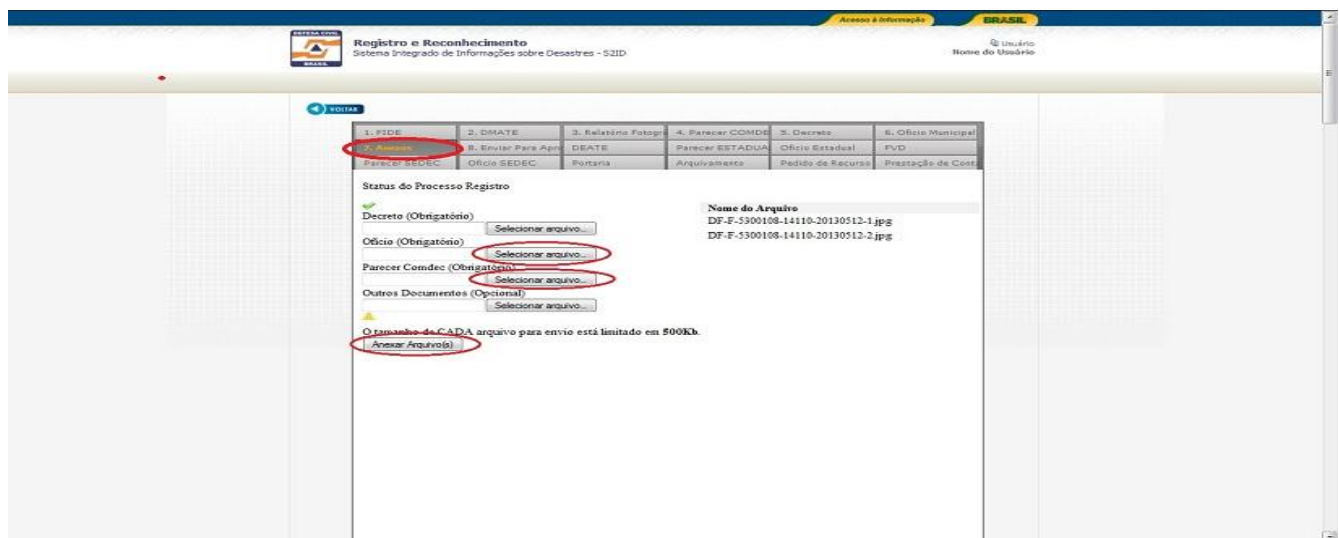 Acesso à Informação
BRASIL
DEFESA CIVIL
BRASIL
Registro e Reconhecimento
Sistema Integrado de Informações sobre Desastres - S2ID
Usuário
Nome do Usuário
VOLTAR
1. FIDE 2. DMATE 3. Relatório Fotogr 4. Parecer COMDE 5. Decreto 6. Ofício Municipal
7. Anexos 8. Enviar Para Apr DEATE Parecer ESTADUA Ofício Estadual FVD
Parecer SEDEC Ofício SEDEC Portaria Arquivamento Pedido de Recurso Prestação de Cont
Status do Processo Registro
Decreto (Obrigatório)
Selecionar arquivo...
Ofício (Obrigatório)
Selecionar arquivo...
Parecer Comdec (Obrigatório)
Selecionar arquivo...
Outros Documentos (Opcional)
Selecionar arquivo...
O tamanho de CADA arquivo para envio está limitado em 500Kb.
Anexar Arquivo(s)
Nome do Arquivo
DF-F-5300108-14110-20130512-1.jpg
DF-F-5300108-14110-20130512-2.jpg